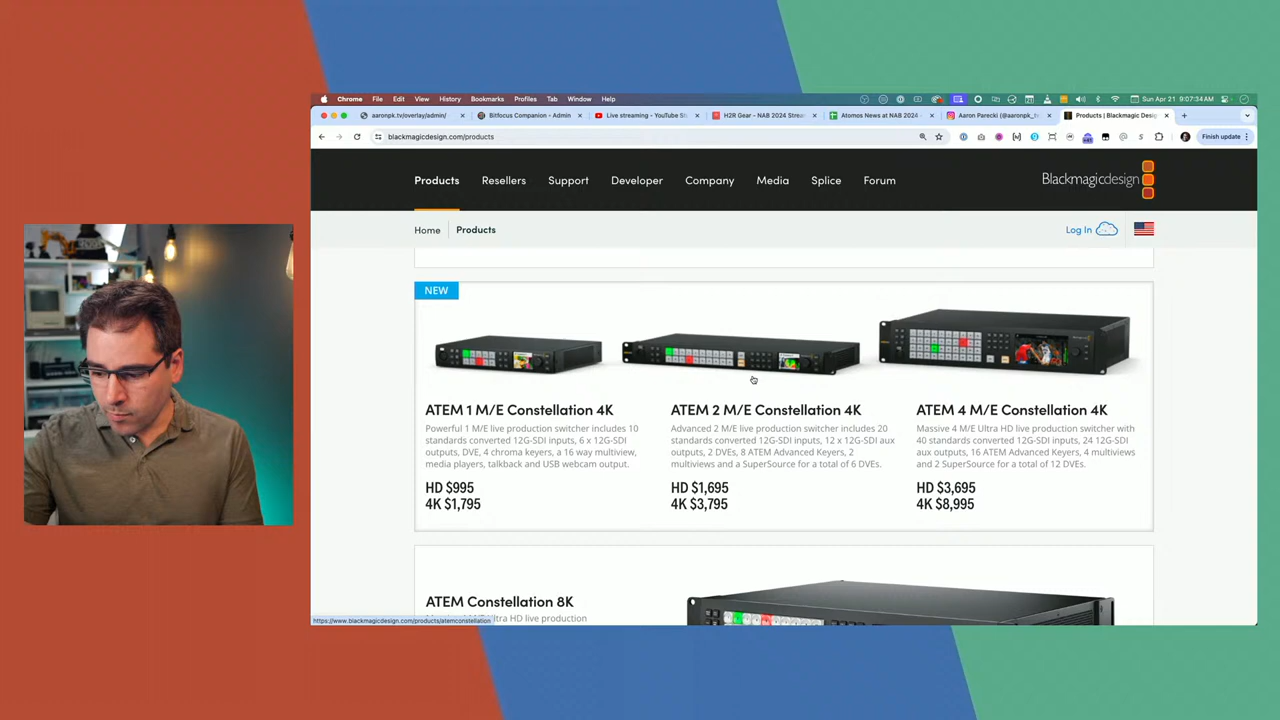 Chrome File Edit View History Bookmarks Profiles Tab Window Help
Sun Apr 21 9:07:34 AM
aaronpk.tv/overlay/admin/
Bitfocus Companion - Admin
Live streaming - YouTube St
H2R Gear - NAB 2024 Stream
Atomos News at NAB 2024 -
Aaron Parecki (@aaronpk_t
Products | Blackmagic Desig
blackmagicdesign.com/products
Finish update
Products
Resellers
Support
Developer
Company
Media
Splice
Forum
Blackmagicdesign
Home
Products
Log In
NEW
ATEM 1 M/E Constellation 4K
Powerful 1 M/E live production switcher includes 10
standards converted 12G-SDI inputs, 6 x 12G-SDI
outputs, DVE, 4 chroma keyers, a 16 way multiview,
media players, talkback and USB webcam output.
HD $995
4K $1,795
ATEM 2 M/E Constellation 4K
Advanced 2 M/E live production switcher includes 20
standards converted 12G-SDI inputs, 12 x 12G-SDI aux
outputs, 2 DVEs, 8 ATEM Advanced Keyers, 2
multiviews and a SuperSource for a total of 6 DVEs.
HD $1,695
4K $3,795
ATEM 4 M/E Constellation 4K
Massive 4 M/E Ultra HD live production switcher with
40 standards converted 12G-SDI inputs, 24 12G-SDI
aux outputs, 16 ATEM Advanced Keyers, 4 multiviews
and 2 SuperSource for a total of 12 DVEs.
HD $3,695
4K $8,995
ATEM Constellation 8K
https://www.blackmagicdesign.com/products/atemconstellation